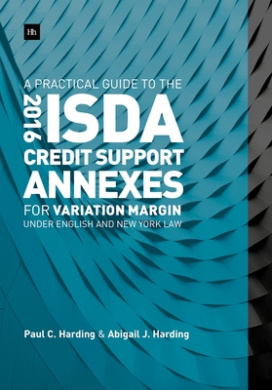 Hh
A PRACTICAL GUIDE TO THE
2016 ISDA
CREDIT SUPPORT
ANNEXES
FOR VARIATION MARGIN
UNDER ENGLISH AND NEW YORK LAW
Paul C. Harding & Abigail J. Harding